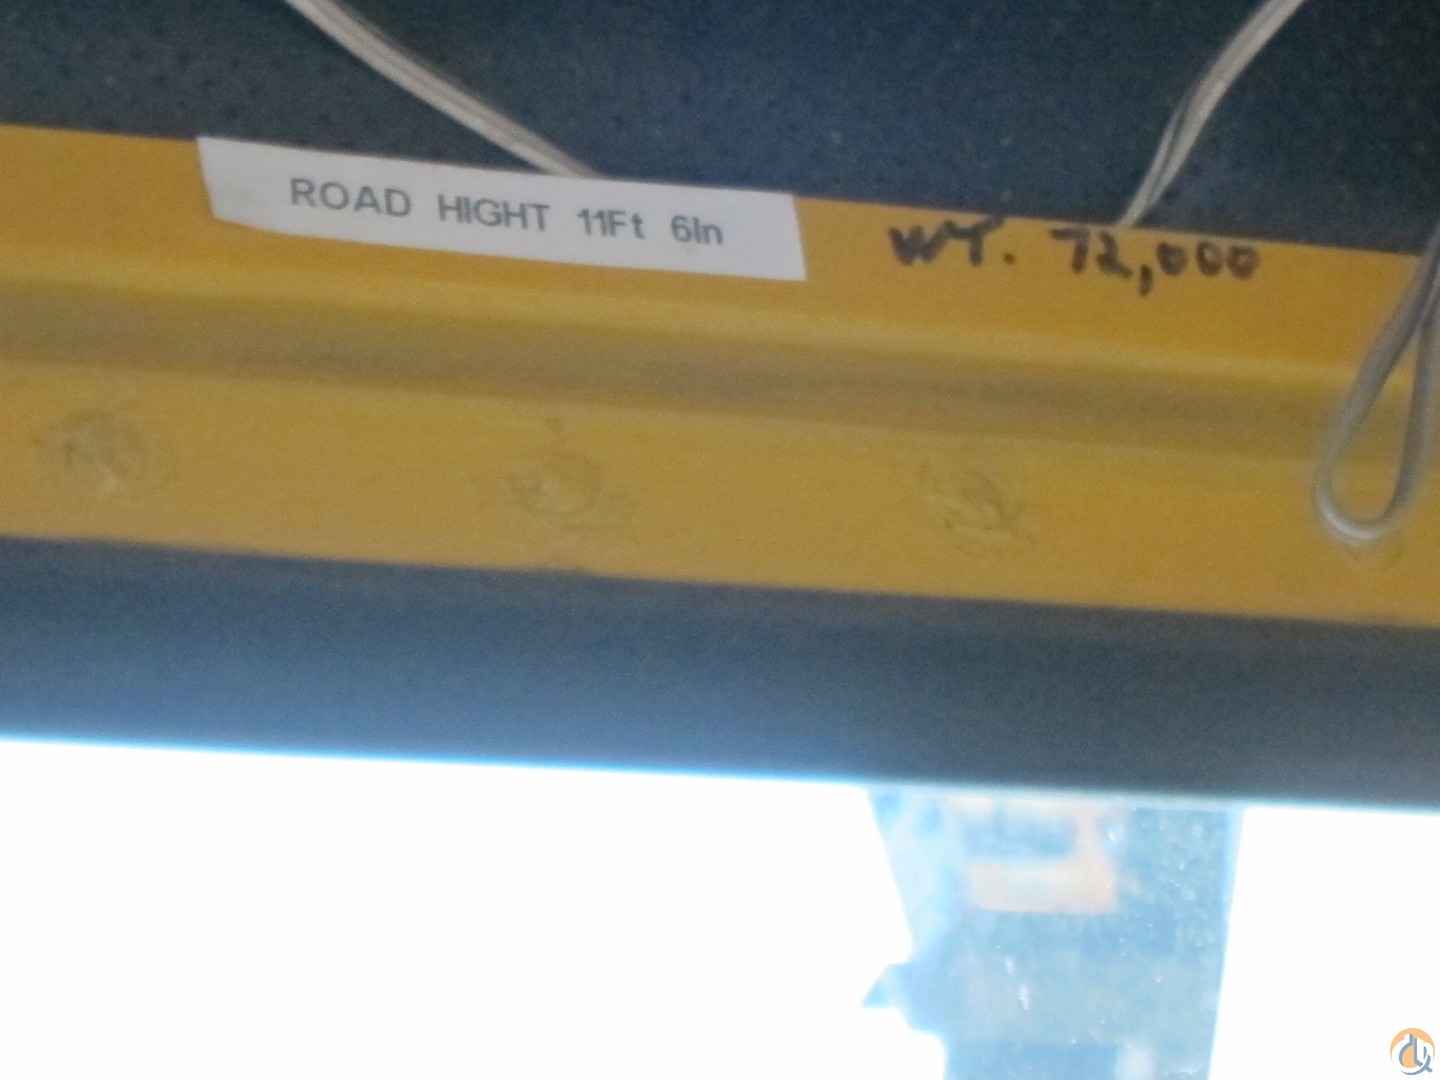 ROAD HIGHT 11Ft 6In
WT. 72,000